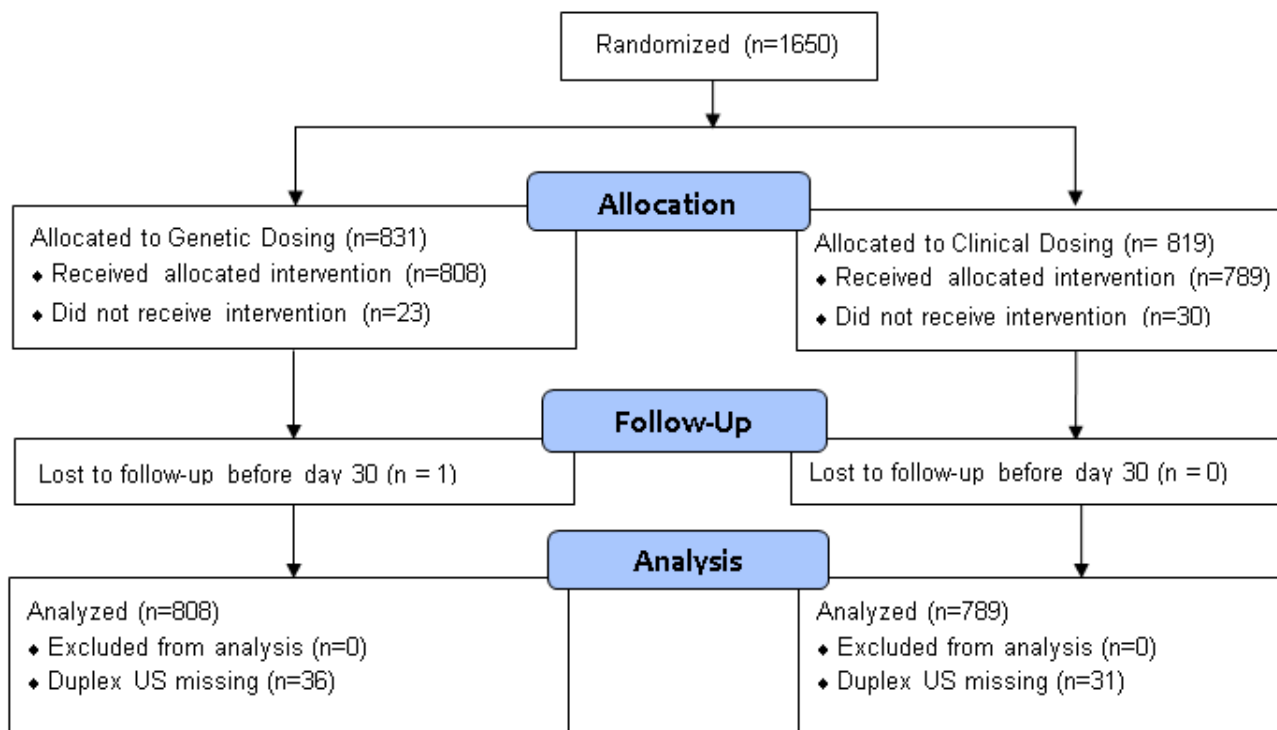 Randomized (n=1650)
Allocation
Allocated to Genetic Dosing (n=831)
♦ Received allocated intervention (n=808)
♦ Did not receive intervention (n=23)
Allocated to Clinical Dosing (n= 819)
♦ Received allocated intervention (n=789)
♦ Did not receive intervention (n=30)
Follow-Up
Lost to follow-up before day 30 (n = 1)
Lost to follow-up before day 30 (n = 0)
Analysis
Analyzed (n=808)
♦ Excluded from analysis (n=0)
♦ Duplex US missing (n=36)
Analyzed (n=789)
♦ Excluded from analysis (n=0)
♦ Duplex US missing (n=31)